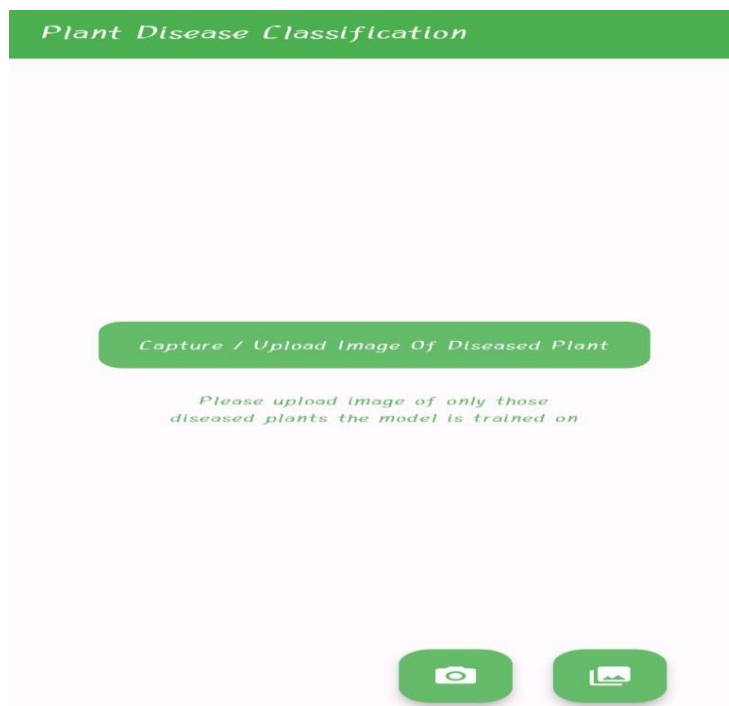 Plant Disease Classification
Capture / Upload Image Of Diseased Plant
Please upload image of only those
diseased plants the model is trained on